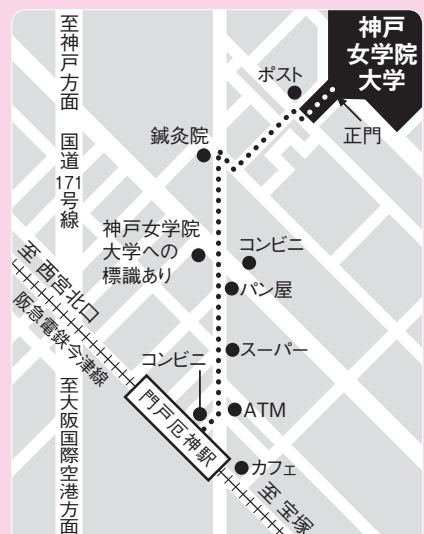 神戸
女学院
大学
ポスト
正門
鍼灸院
至神戸方面 国道171号線
神戸女学院
大学への
標識あり
コンビニ
パン屋
至 西宮北口
阪急電鉄今津線
スーパー
コンビニ
ATM
門戸厄神駅
至大阪国際空港方面
カフェ
至 宝塚